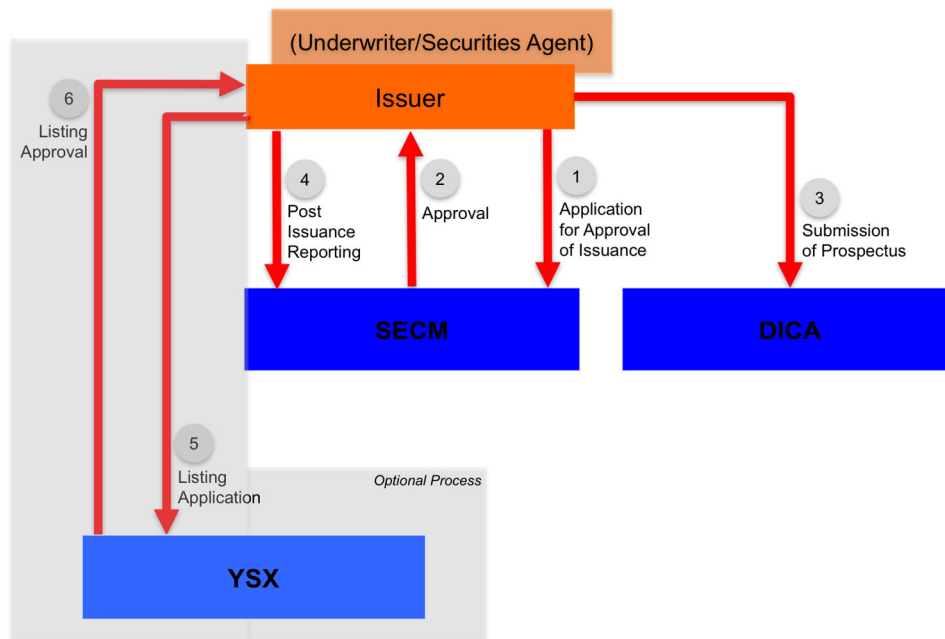 (Underwriter/Securities Agent)
Issuer
6
Listing
Approval
4
Post
Issuance
Reporting
2
Approval
1
Application
for Approval
of Issuance
3
Submission
of Prospectus
SECM
DICA
5
Listing
Application
Optional Process
YSX